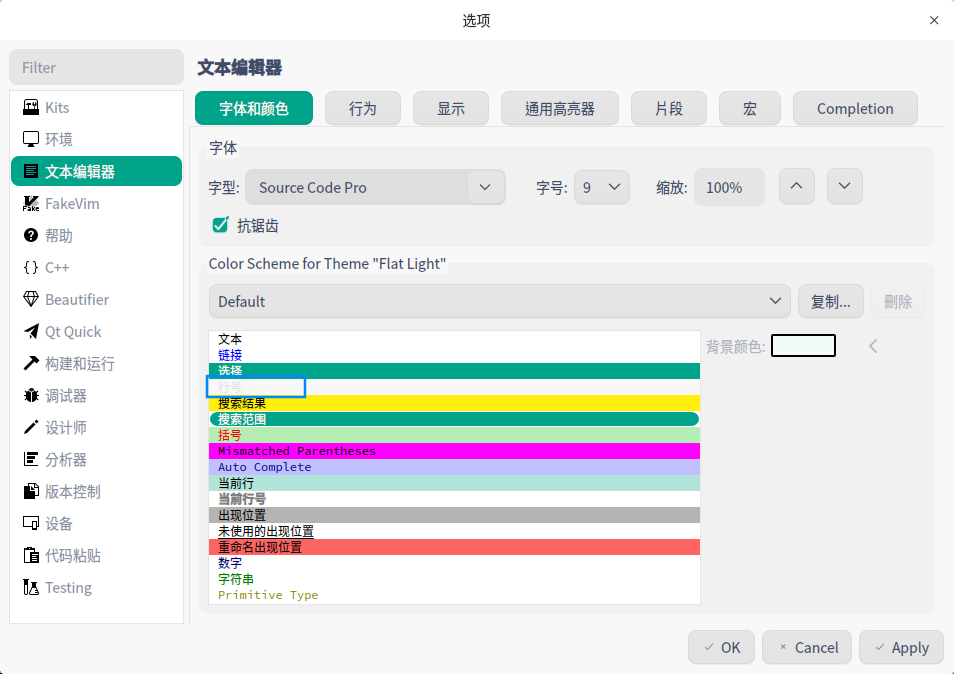 选项
Filter
Kits
环境
文本编辑器
FakeVim
帮助
C++
Beautifier
Qt Quick
构建和运行
调试器
设计师
分析器
版本控制
设备
代码粘贴
Testing
文本编辑器
字体和颜色 行为 显示 通用高亮器 片段 宏 Completion
字体
字型: Source Code Pro 字号: 9 缩放: 100%
抗锯齿
Color Scheme for Theme "Flat Light"
Default 复制... 刪除
文本
链接
选择
行号
搜索结果
搜索范围
括号
Mismatched Parentheses
Auto Complete
当前行
当前行号
出现位置
未使用的出现位置
重命名出现位置
数字
字符串
Primitive Type
背景颜色:
OK Cancel Apply